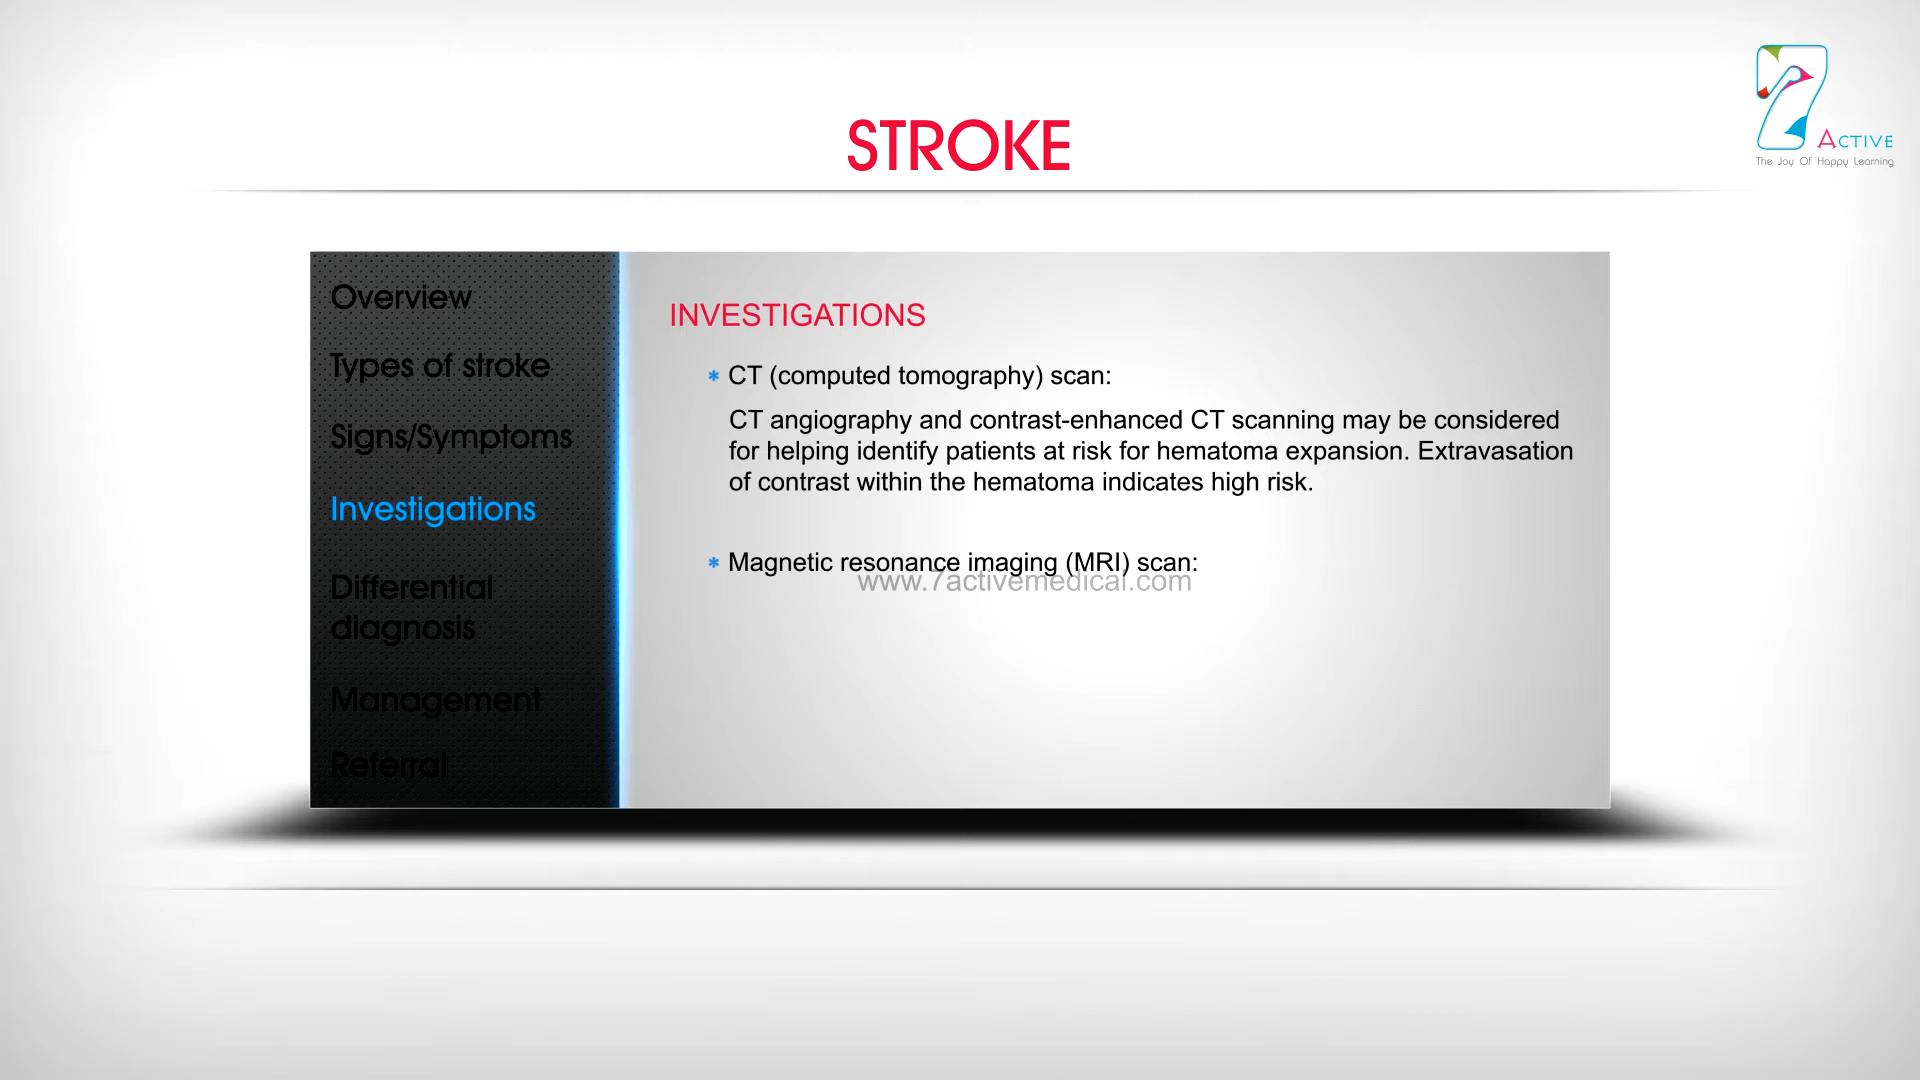 STROKE
7
ACTIVE
The Joy Of Happy Learning
Overview
Types of stroke
Signs/Symptoms
Investigations
Differential
diagnosis
Management
Referral
INVESTIGATIONS
* CT (computed tomography) scan:
CT angiography and contrast-enhanced CT scanning may be considered
for helping identify patients at risk for hematoma expansion. Extravasation
of contrast within the hematoma indicates high risk.
* Magnetic resonance imaging (MRI) scan:
www.7activemedical.com